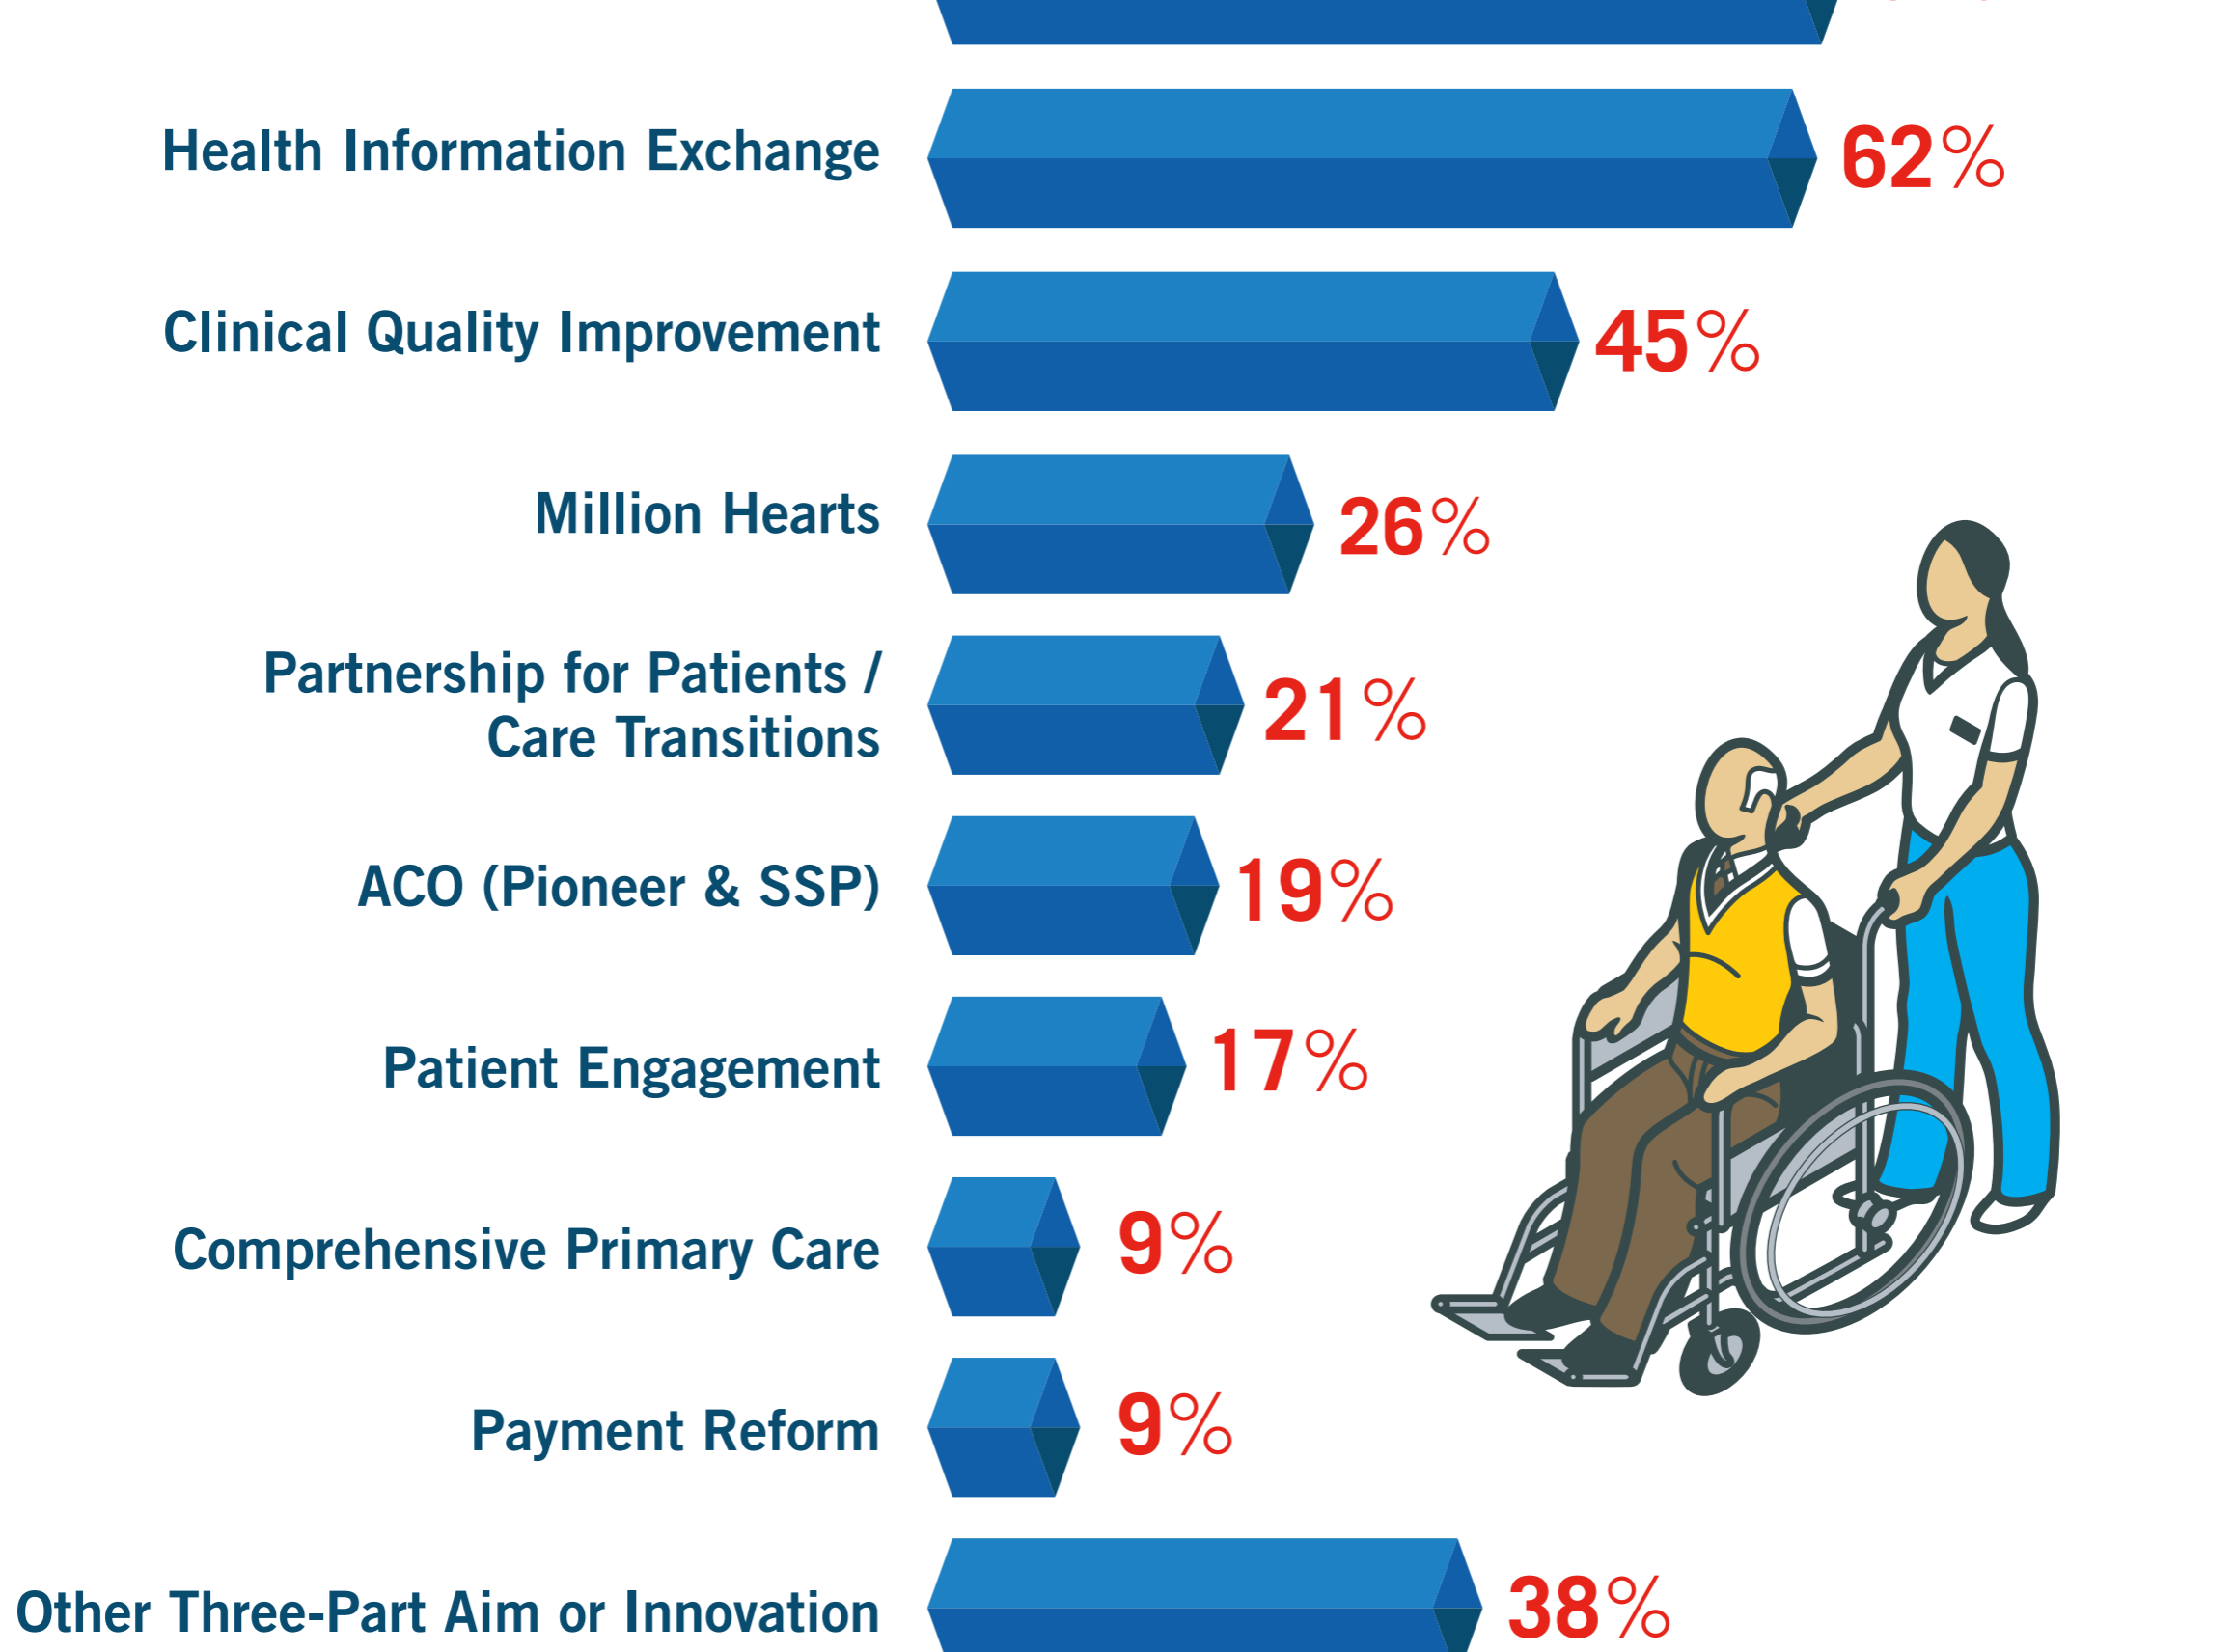 Health Information Exchange 62%
Clinical Quality Improvement 45%
Million Hearts 26%
Partnership for Patients /
Care Transitions 21%
ACO (Pioneer & SSP) 19%
Patient Engagement 17%
Comprehensive Primary Care 9%
Payment Reform 9%
Other Three-Part Aim or Innovation 38%